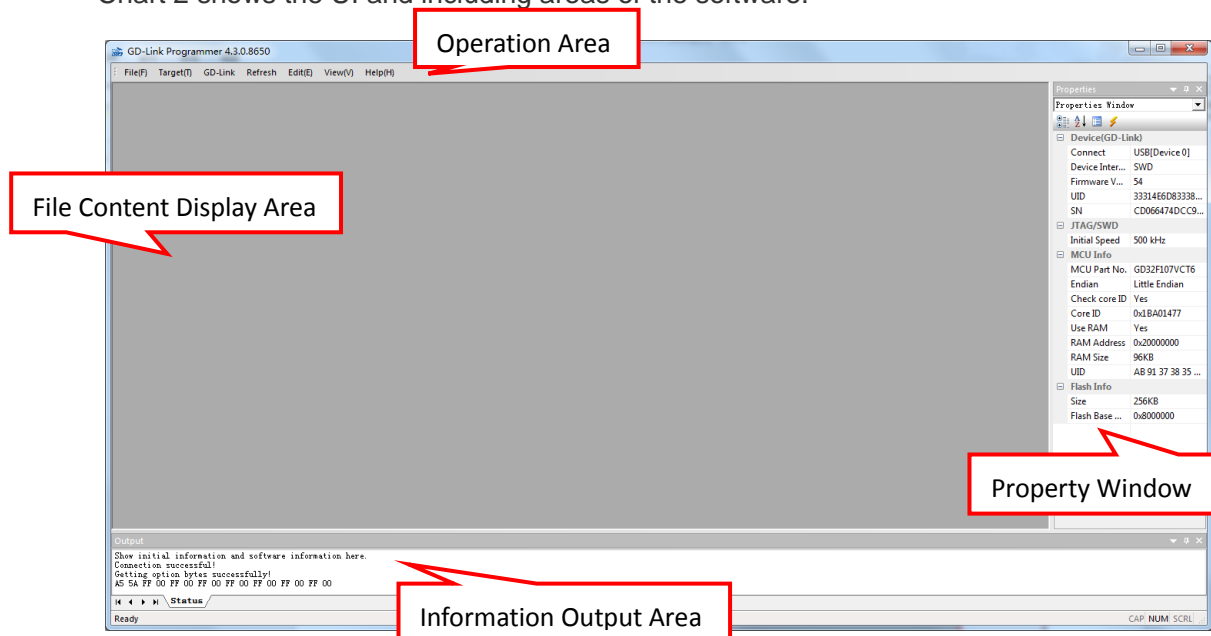 Chart 2 shows the UI and including areas of the software.
Operation Area
GD-Link Programmer 4.3.0.8650
File(F) Target(T) GD-Link Refresh Edit(E) View(V) Help(H)
File Content Display Area
Properties
Properties Window
Device(GD-Link)
Connect USB[Device 0]
Device Inter... SWD
Firmware V... 54
UID 33314E6D83338...
SN CD066474DCC9...
JTAG/SWD
Initial Speed 500 kHz
MCU Info
MCU Part No. GD32F107VCT6
Endian Little Endian
Check core ID Yes
Core ID 0x1BA01477
Use RAM Yes
RAM Address 0x20000000
RAM Size 96KB
UID AB 91 37 38 35 ...
Flash Info
Size 256KB
Flash Base ... 0x8000000
Property Window
Output
Show initial information and software information here.
Connection successful!
Getting option bytes successfully!
A5 5A FF 00 FF 00 FF 00 FF 00 FF 00 FF 00 FF 00
Status
Information Output Area
Ready
CAP NUM SCRL